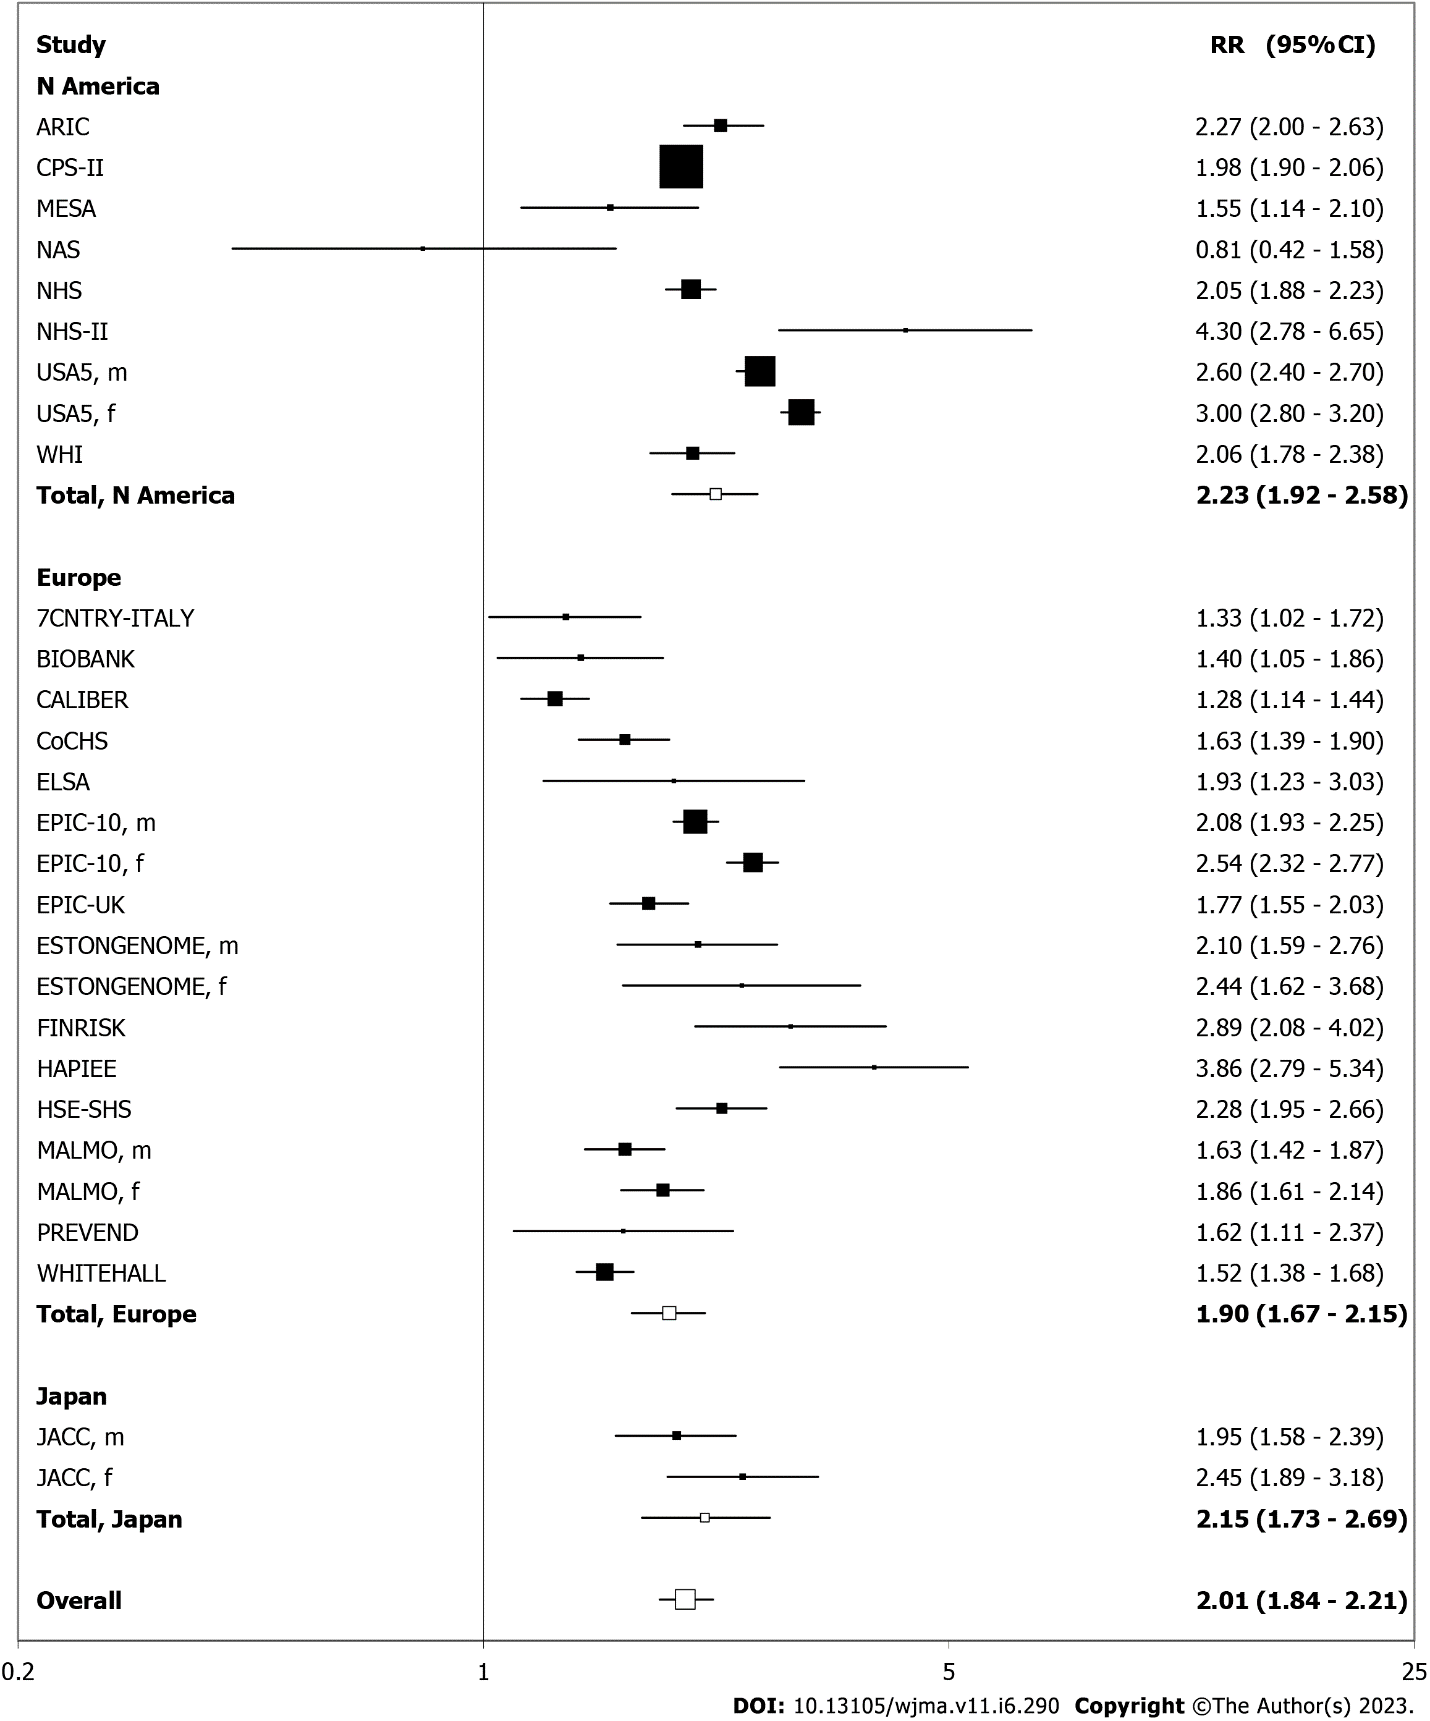 Study RR (95%CI)
N America
ARIC 2.27 (2.00 - 2.63)
CPS-II 1.98 (1.90 - 2.06)
MESA 1.55 (1.14 - 2.10)
NAS 0.81 (0.42 - 1.58)
NHS 2.05 (1.88 - 2.23)
NHS-II 4.30 (2.78 - 6.65)
USA5, m 2.60 (2.40 - 2.70)
USA5, f 3.00 (2.80 - 3.20)
WHI 2.06 (1.78 - 2.38)
Total, N America 2.23 (1.92 - 2.58)
Europe
7CNTRY-ITALY 1.33 (1.02 - 1.72)
BIOBANK 1.40 (1.05 - 1.86)
CALIBER 1.28 (1.14 - 1.44)
CoCHS 1.63 (1.39 - 1.90)
ELSA 1.93 (1.23 - 3.03)
EPIC-10, m 2.08 (1.93 - 2.25)
EPIC-10, f 2.54 (2.32 - 2.77)
EPIC-UK 1.77 (1.55 - 2.03)
ESTONGENOME, m 2.10 (1.59 - 2.76)
ESTONGENOME, f 2.44 (1.62 - 3.68)
FINRISK 2.89 (2.08 - 4.02)
HAPIEE 3.86 (2.79 - 5.34)
HSE-SHS 2.28 (1.95 - 2.66)
MALMO, m 1.63 (1.42 - 1.87)
MALMO, f 1.86 (1.61 - 2.14)
PREVEND 1.62 (1.11 - 2.37)
WHITEHALL 1.52 (1.38 - 1.68)
Total, Europe 1.90 (1.67 - 2.15)
Japan
JACC, m 1.95 (1.58 - 2.39)
JACC, f 2.45 (1.89 - 3.18)
Total, Japan 2.15 (1.73 - 2.69)
Overall 2.01 (1.84 - 2.21)
0.2 1 5 25
DOI: 10.13105/wjma.v11.i6.290 Copyright ©The Author(s) 2023.